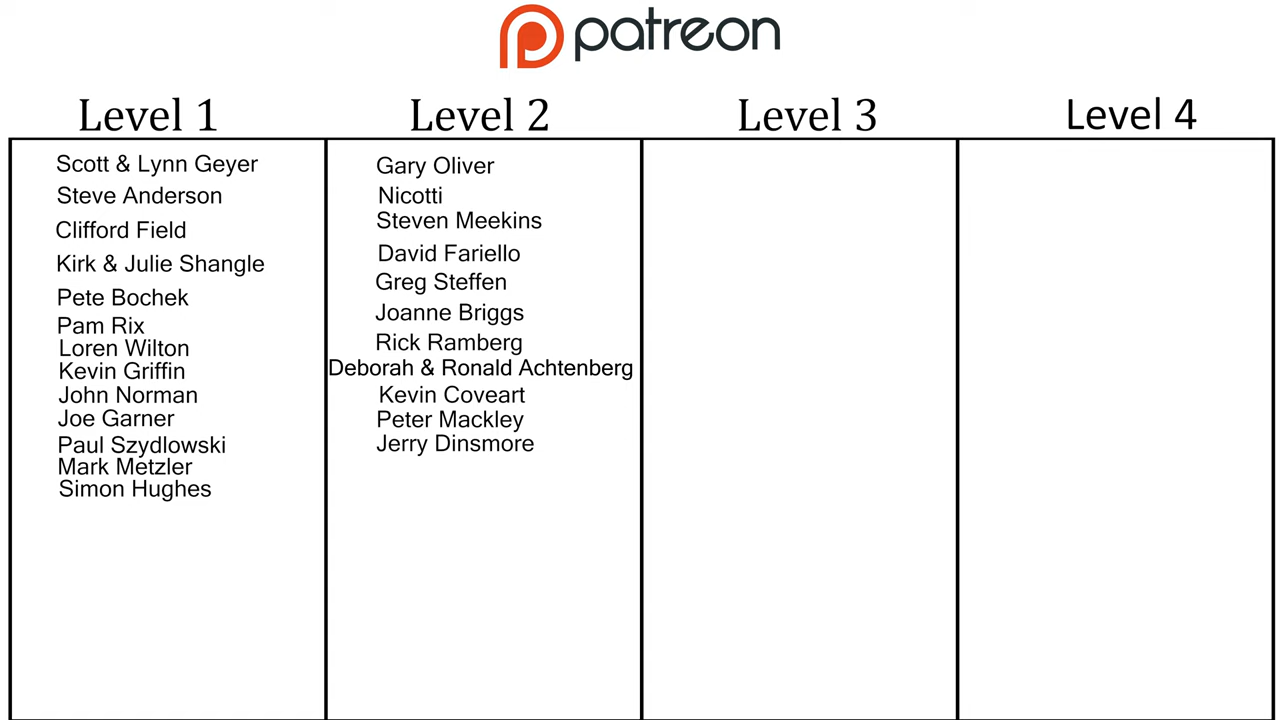 patreon
Level 1
Level 2
Level 3
Level 4
Scott & Lynn Geyer
Steve Anderson
Clifford Field
Kirk & Julie Shangle
Pete Bochek
Pam Rix
Loren Wilton
Kevin Griffin
John Norman
Joe Garner
Paul Szydlowski
Mark Metzler
Simon Hughes
Gary Oliver
Nicotti
Steven Meekins
David Fariello
Greg Steffen
Joanne Briggs
Rick Ramberg
Deborah & Ronald Achtenberg
Kevin Coveart
Peter Mackley
Jerry Dinsmore